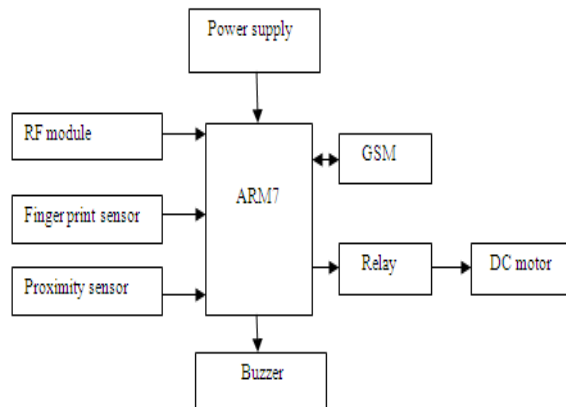 Power supply
RF module
GSM
ARM7
Finger print sensor
Relay
DC motor
Proximity sensor
Buzzer